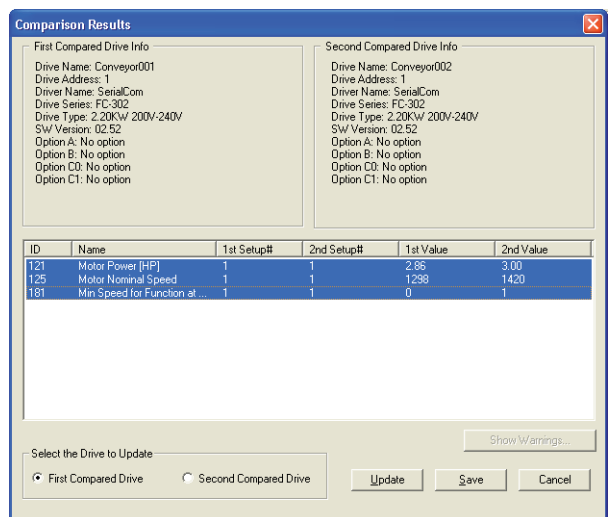 Comparison Results
First Compared Drive Info
Drive Name: Conveyor001
Drive Address: 1
Driver Name: SerialCom
Drive Series: FC-302
Drive Type: 2.20KW 200V-240V
SW Version: 02.52
Option A: No option
Option B: No option
Option C0: No option
Option C1: No option
Second Compared Drive Info
Drive Name: Conveyor002
Drive Address: 1
Driver Name: SerialCom
Drive Series: FC-302
Drive Type: 2.20KW 200V-240V
SW Version: 02.52
Option A: No option
Option B: No option
Option C0: No option
Option C1: No option
ID Name 1st Setup# 2nd Setup# 1st Value 2nd Value
121 Motor Power [HP] 1 1 2.86 3.00
125 Motor Nominal Speed 1 1 1298 1420
181 Min Speed for Function at ... 1 1 0 1
Show Warnings...
Select the Drive to Update
First Compared Drive Second Compared Drive
Update Save Cancel